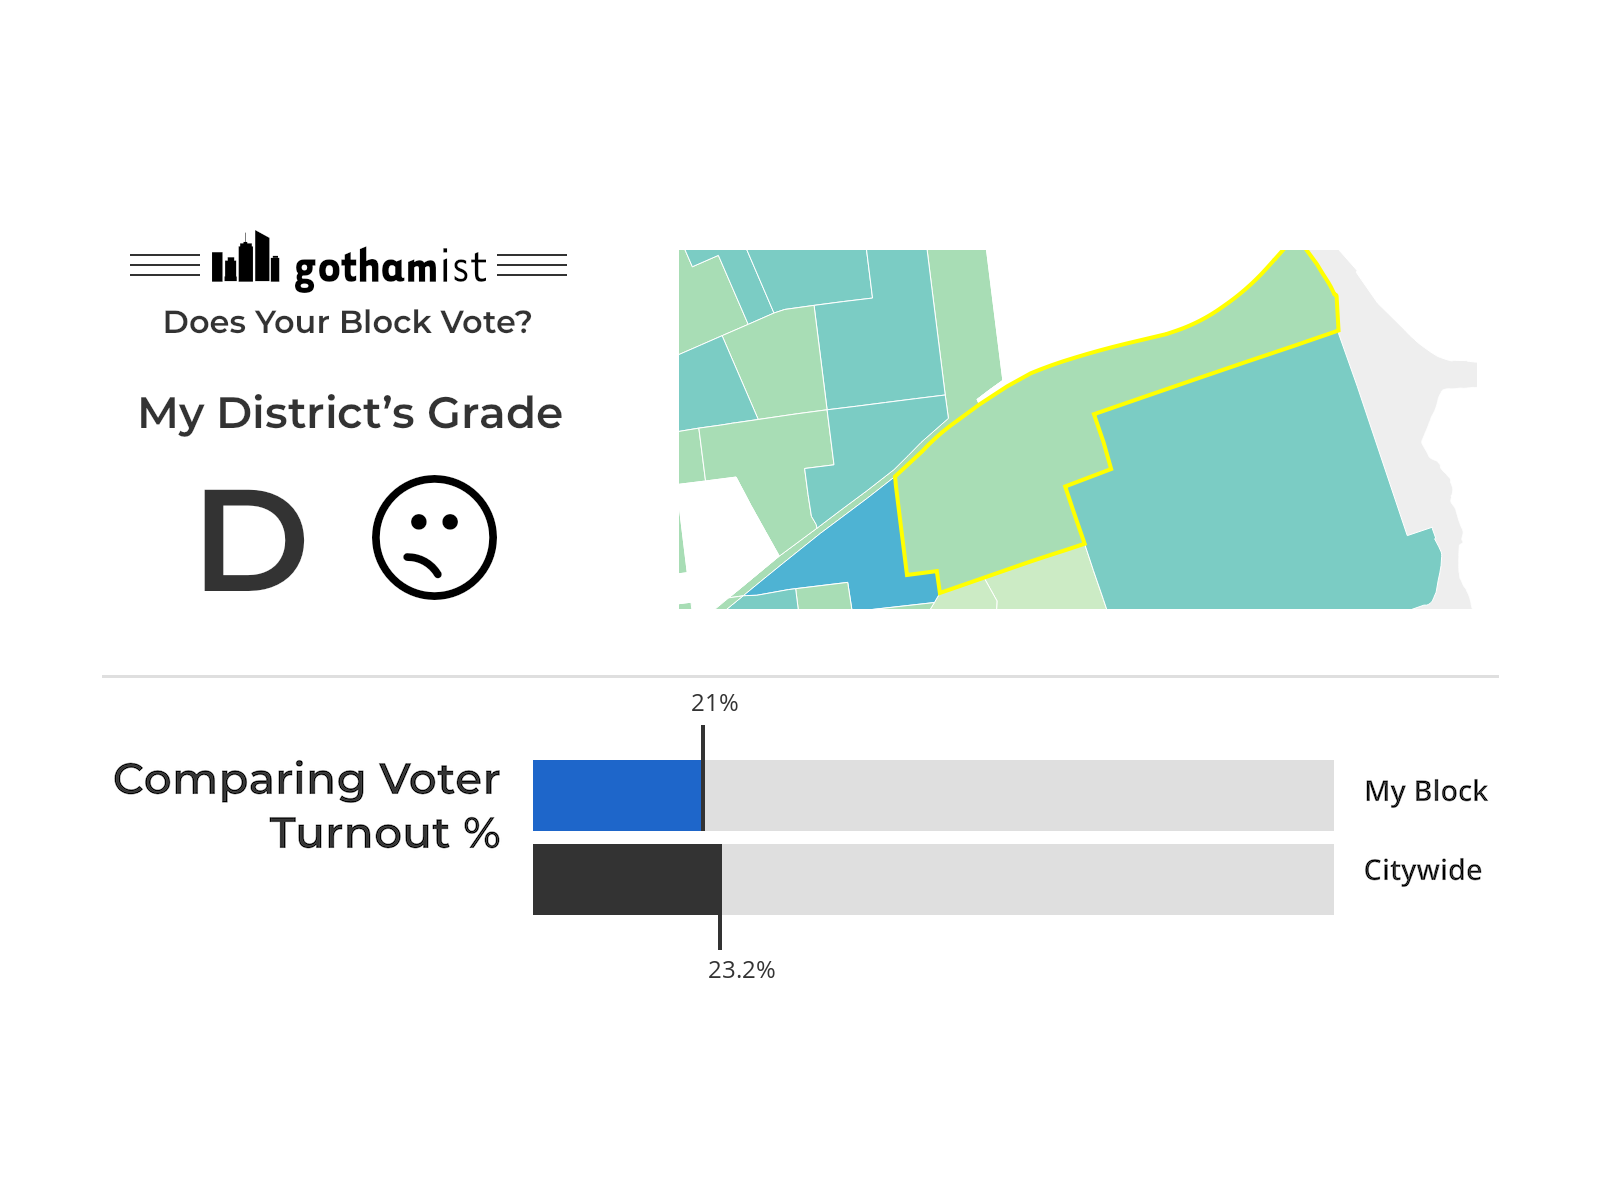 gothamist
Does Your Block Vote?
My District’s Grade
D
21%
Comparing Voter
Turnout %
My Block
Citywide
23.2%